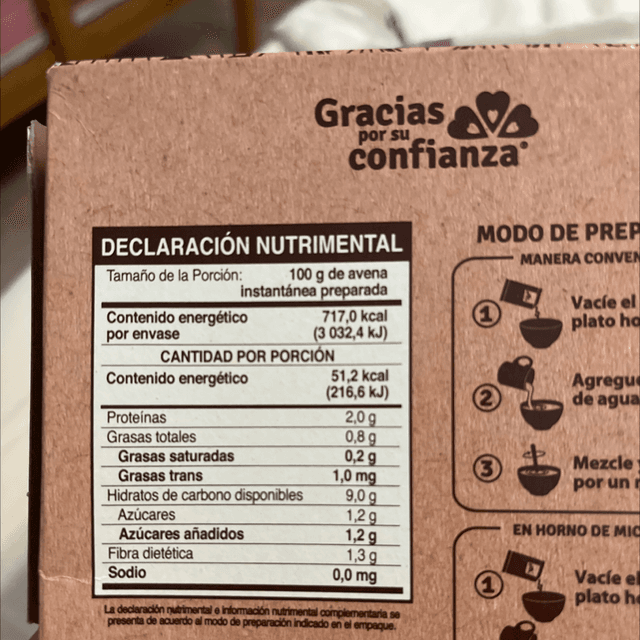 Gracias
por su
confianza®
DECLARACIÓN NUTRIMENTAL
Tamaño de la Porción: 100 g de avena
instantánea preparada
Contenido energético 717,0 kcal
por envase (3 032,4 kJ)
CANTIDAD POR PORCIÓN
Contenido energético 51,2 kcal
(216,6 kJ)
Proteínas 2,0 g
Grasas totales 0,8 g
Grasas saturadas 0,2 g
Grasas trans 1,0 mg
Hidratos de carbono disponibles 9,0 g
Azúcares 1,2 g
Azúcares añadidos 1,2 g
Fibra dietética 1,3 g
Sodio 0,0 mg
La declaración nutrimental e información nutrimental complementaria se
presenta de acuerdo al modo de preparación indicado en el empaque.
MODO DE PREP
MANERA CONVEN
1 Vacíe el
plato ho
2 Agregue
de agua
3 Mezcle
por un
EN HORNO DE MIC
1 Vacíe el
plato ho